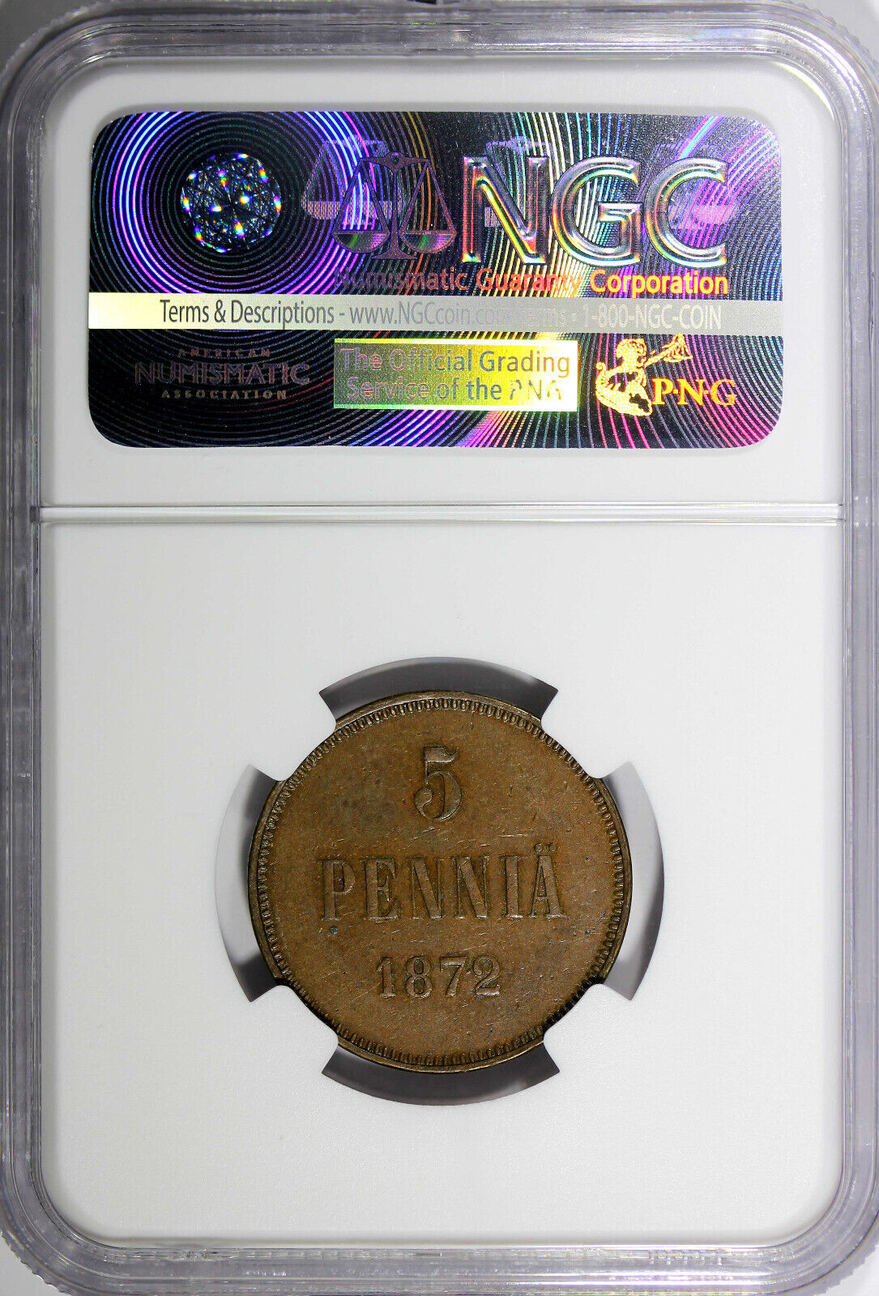 NGC
Numismatic Guaranty Corporation
Terms & Descriptions - www.NGCcoin.com • 1-800-NGC-COIN
AMERICAN
NUMISMATIC
ASSOCIATION
The Official Grading
Service of the PNG
P·N·G
5
PENNIÄ
1872